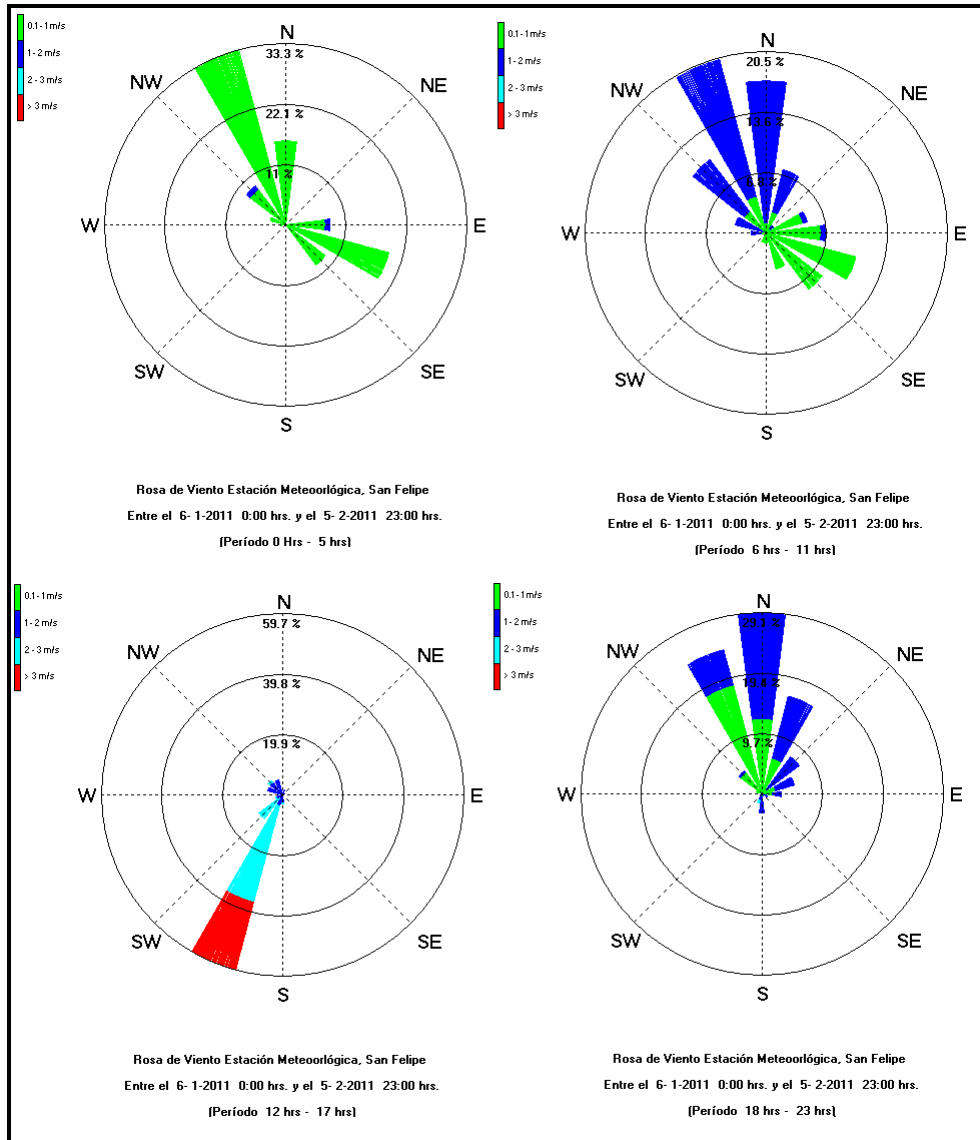 0.1 - 1 m/s
1 - 2 m/s
2 - 3 m/s
> 3 m/s
N
33.3 %
NW
NE
22.1 %
11 %
W
E
SW
SE
S
Rosa de Viento Estación Meteorlógica, San Felipe
Entre el 6- 1-2011 0:00 hrs. y el 5- 2-2011 23:00 hrs.
(Período 0 Hrs - 5 hrs)
0.1 - 1 m/s
1 - 2 m/s
2 - 3 m/s
> 3 m/s
N
20.5 %
NW
NE
13.6 %
6.8 %
W
E
SW
SE
S
Rosa de Viento Estación Meteorlógica, San Felipe
Entre el 6- 1-2011 0:00 hrs. y el 5- 2-2011 23:00 hrs.
(Período 6 hrs - 11 hrs)
0.1 - 1 m/s
1 - 2 m/s
2 - 3 m/s
> 3 m/s
N
59.7 %
NW
NE
39.8 %
19.9 %
W
E
SW
SE
S
Rosa de Viento Estación Meteorlógica, San Felipe
Entre el 6- 1-2011 0:00 hrs. y el 5- 2-2011 23:00 hrs.
(Período 12 hrs - 17 hrs)
0.1 - 1 m/s
1 - 2 m/s
2 - 3 m/s
> 3 m/s
N
29.1 %
NW
NE
19.4 %
9.7 %
W
E
SW
SE
S
Rosa de Viento Estación Meteorlógica, San Felipe
Entre el 6- 1-2011 0:00 hrs. y el 5- 2-2011 23:00 hrs.
(Período 18 hrs - 23 hrs)